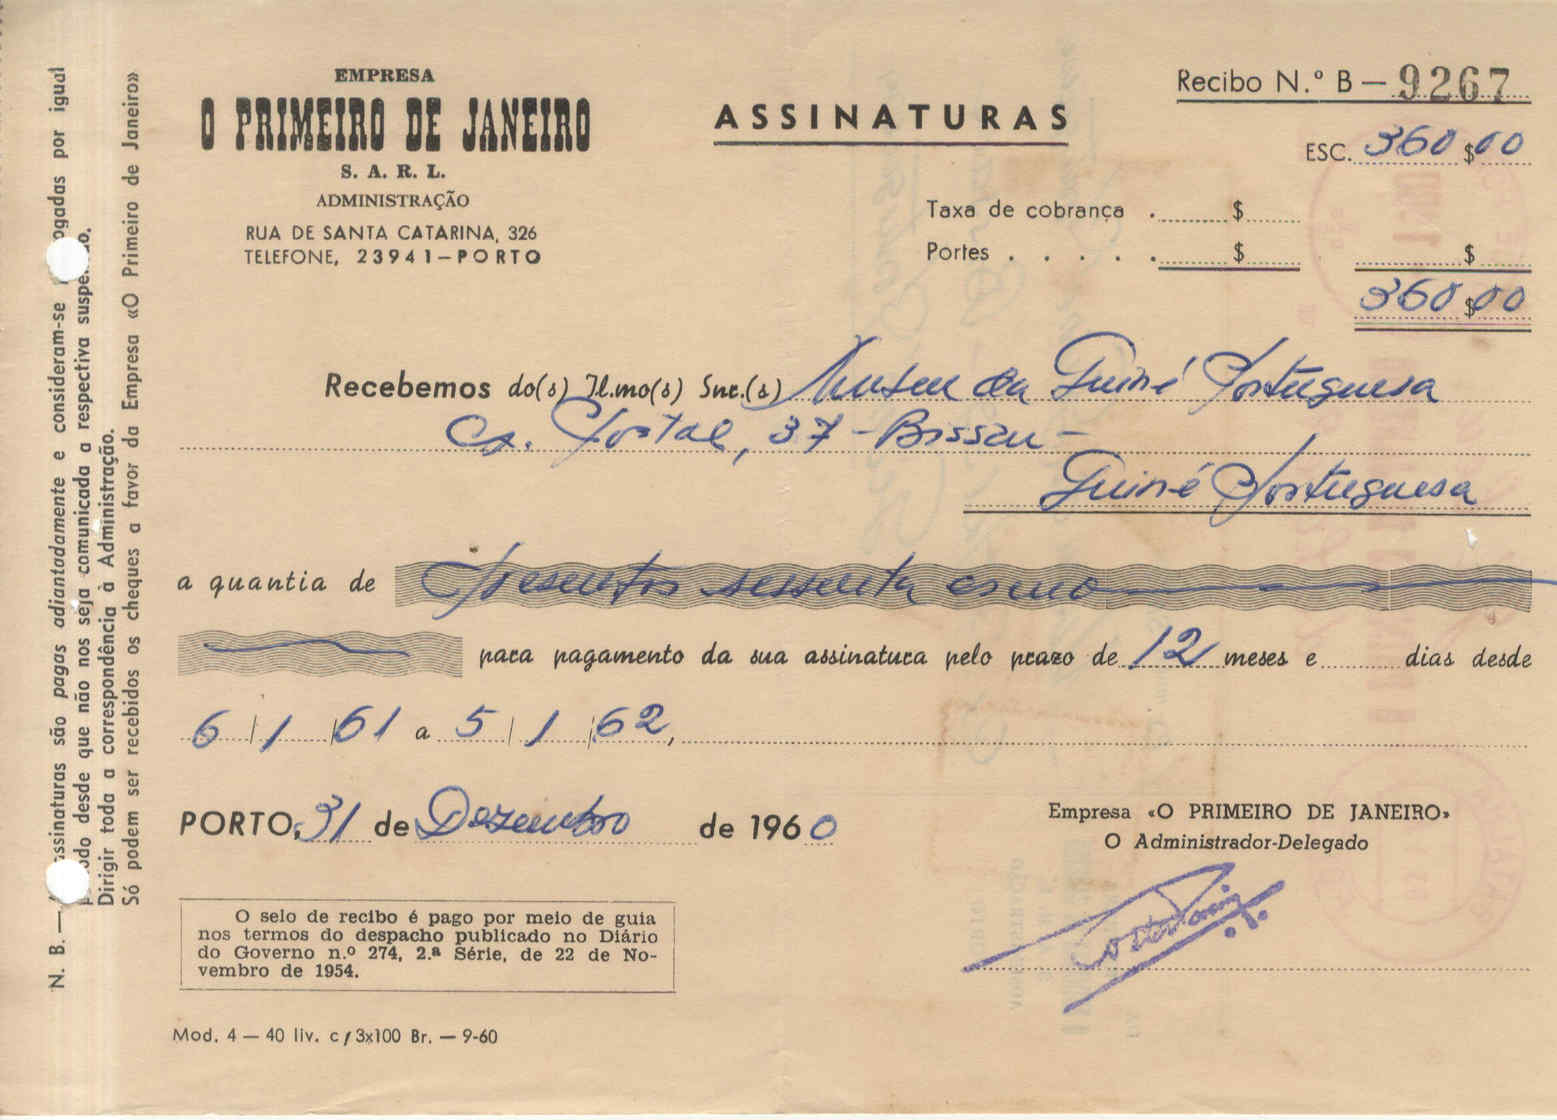 EMPRESA
O PRIMEIRO DE JANEIRO
S. A. R. L.
ADMINISTRAÇÃO
RUA DE SANTA CATARINA, 326
TELEFONE, 23941-PORTO
ASSINATURAS
Recibo N.º B - 9267
ESC. 360 $ 00
Taxa de cobrança . $
Portes . . . . . $ $
360 $ 00
Recebemos do(s) Il.mo(s) Snr.(s) Museu da Guiné Portuguesa
Cx. Postal, 37 - Bissau -
Guiné Portuguesa
a quantia de Tresentos sessenta escudo
para pagamento da sua assinatura pelo prazo de 12 meses e dias desde
6/1/61 a 5/1/62,
PORTO, 31 de Dezembro de 1960
Empresa «O PRIMEIRO DE JANEIRO»
O Administrador-Delegado
O selo de recibo é pago por meio de guia
nos termos do despacho publicado no Diário
do Governo n.º 274, 2.ª Série, de 22 de No-
vembro de 1954.
Mod. 4 — 40 liv. c/3x100 Br. — 9-60
N. B. — ssinaturas são pagas adiantadamente e consideram-se ogadas por igual
do desde que não nos seja comunicada a respectiva suspe o.
Dirigir toda a correspondência à Administração.
Só podem ser recebidos os cheques a favor da Empresa «O Primeiro de Janeiro»